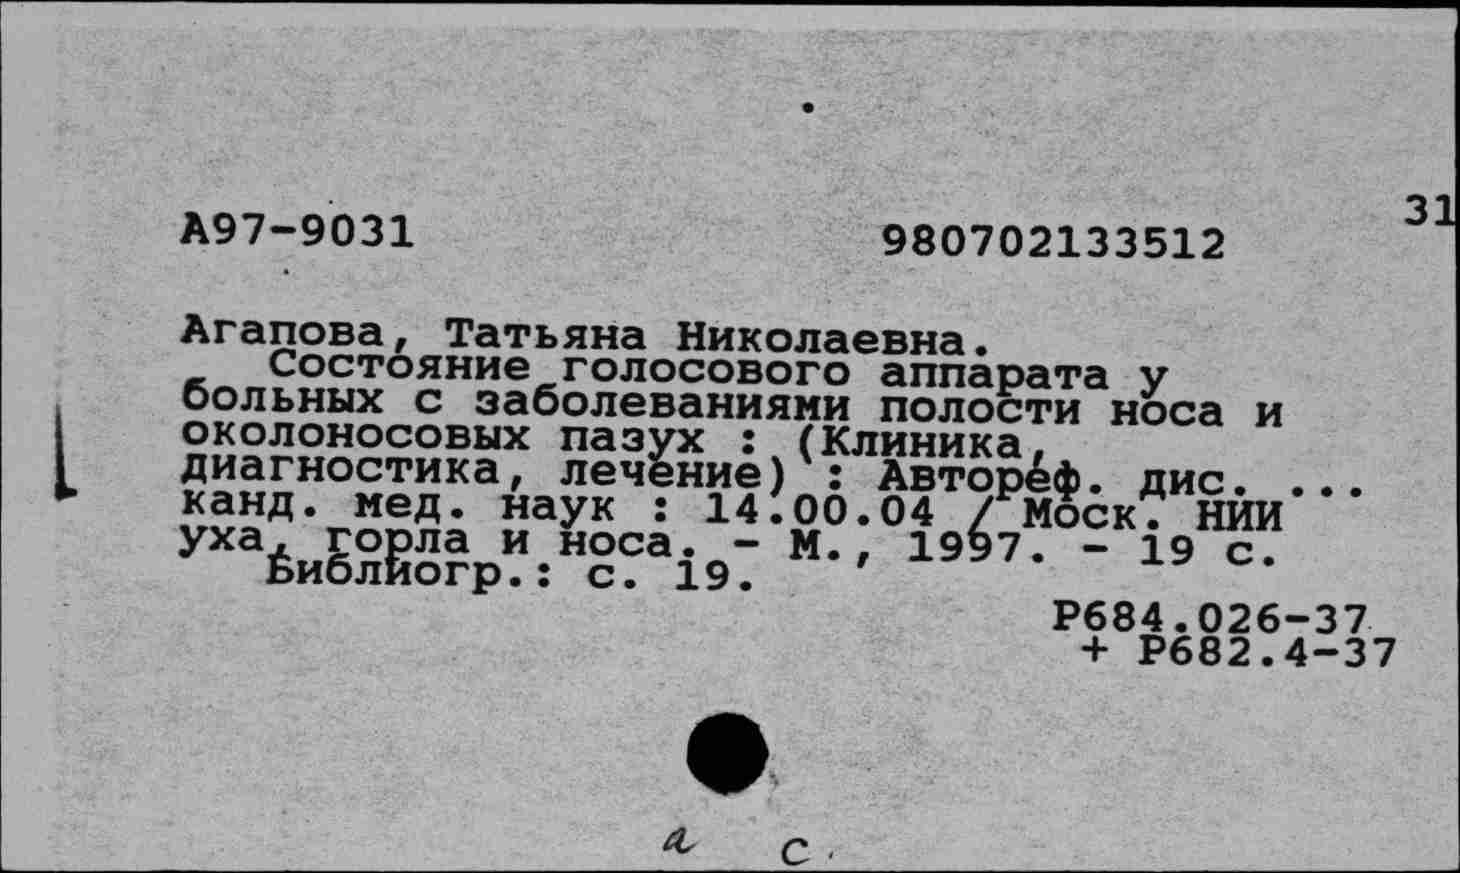 31
А97-9031 980702133512
Агапова, Татьяна Николаевна.
Состояние голосового аппарата у
больных с заболеваниями полости носа и
околоносовых пазух : (Клиника,
диагностика, лечение) : Автореф. дис. ...
канд. мед. наук : 14.00.04 / Моск. НИИ
уха, горла и носа. - М., 1997. - 19 с.
Библиогр.: с. 19.
Р684.026-37
+ Р682.4-37
а с.